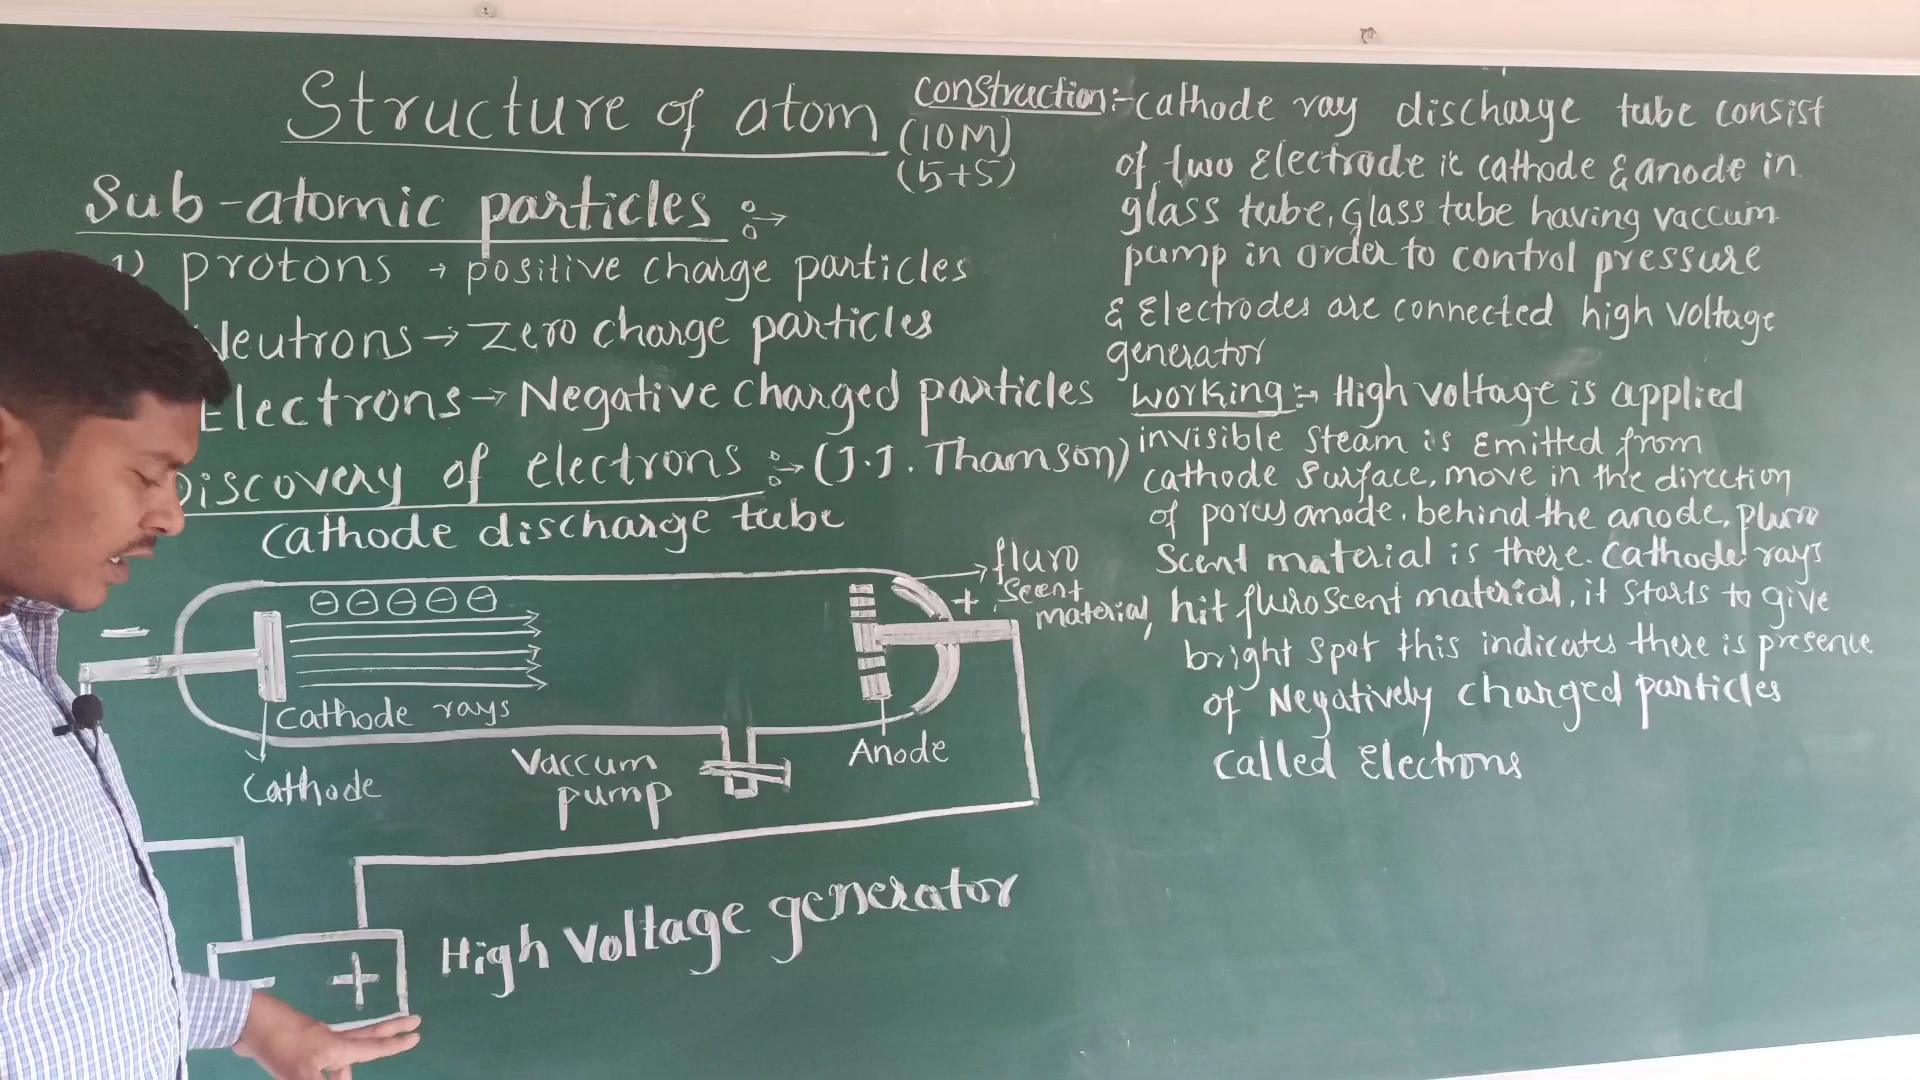 Structure of atom
(10M)
(5+5)
Sub-atomic particles :→
1) protons → positive charge particles
Neutrons → Zero charge particles
Electrons → Negative charged particles
Discovery of electrons :→ (J.J. Thamson)
Cathode discharge tube
fluro
scent
material,
+
−
⊖⊖⊖⊖⊖
Cathode rays
Cathode
Vaccum
pump
Anode
High Voltage generator
− +
Construction:- Cathode ray discharge tube consist
of two Electrode ie cathode & anode in
glass tube, Glass tube having vaccum
pump in order to control pressure
& Electrodes are connected high voltage
generator
Working :- High voltage is applied
invisible steam is Emitted from
cathode surface, move in the direction
of porus anode. behind the anode, pluro
scent material is there. Cathode rays
hit fluroscent material, it starts to give
bright spot this indicates there is presence
of Negatively charged particles
called Electrons